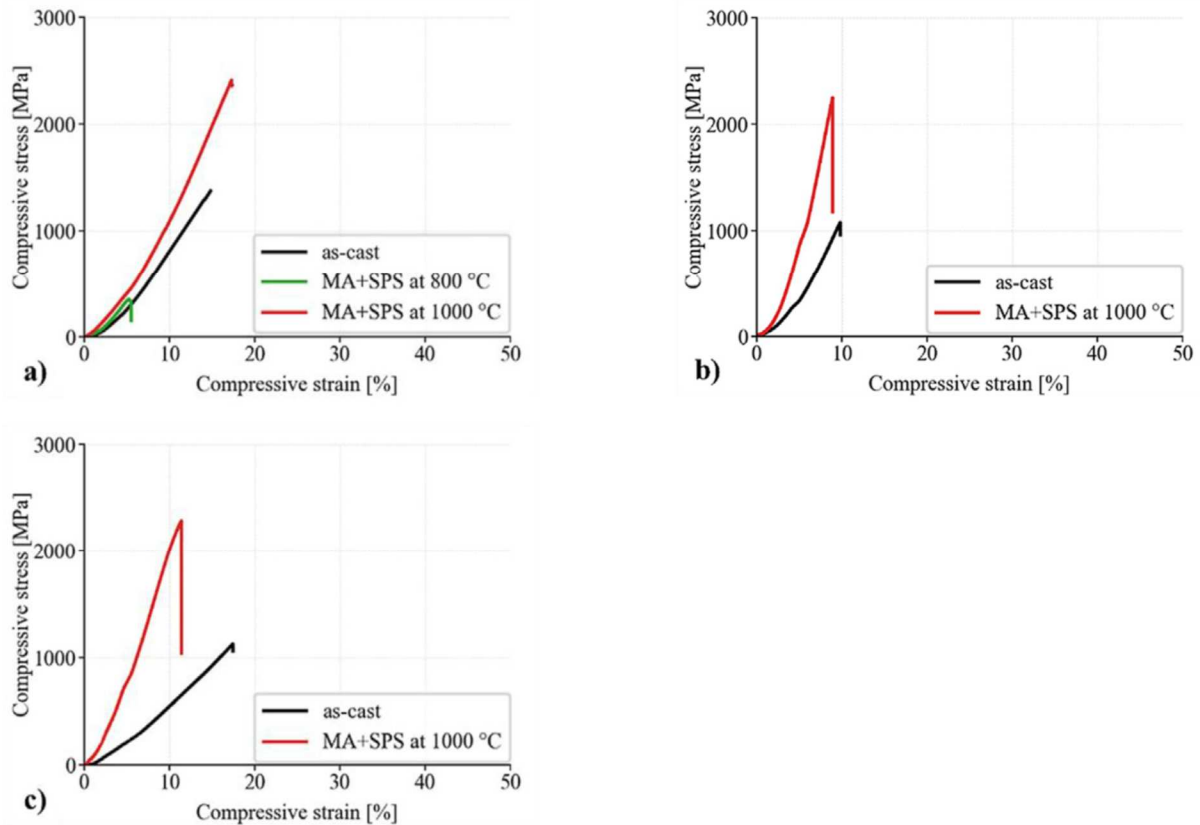 3000
2000
1000
0
Compressive stress [MPa]
as-cast
MA+SPS at 800 °C
MA+SPS at 1000 °C
0 10 20 30 40 50
Compressive strain [%]
a)
3000
2000
1000
0
Compressive stress [MPa]
as-cast
MA+SPS at 1000 °C
0 10 20 30 40 50
Compressive strain [%]
b)
3000
2000
1000
0
Compressive stress [MPa]
as-cast
MA+SPS at 1000 °C
0 10 20 30 40 50
Compressive strain [%]
c)